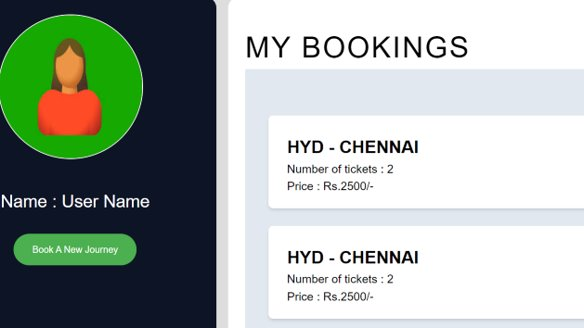 Name : User Name
Book A New Journey
MY BOOKINGS
HYD - CHENNAI
Number of tickets : 2
Price : Rs.2500/-
HYD - CHENNAI
Number of tickets : 2
Price : Rs.2500/-